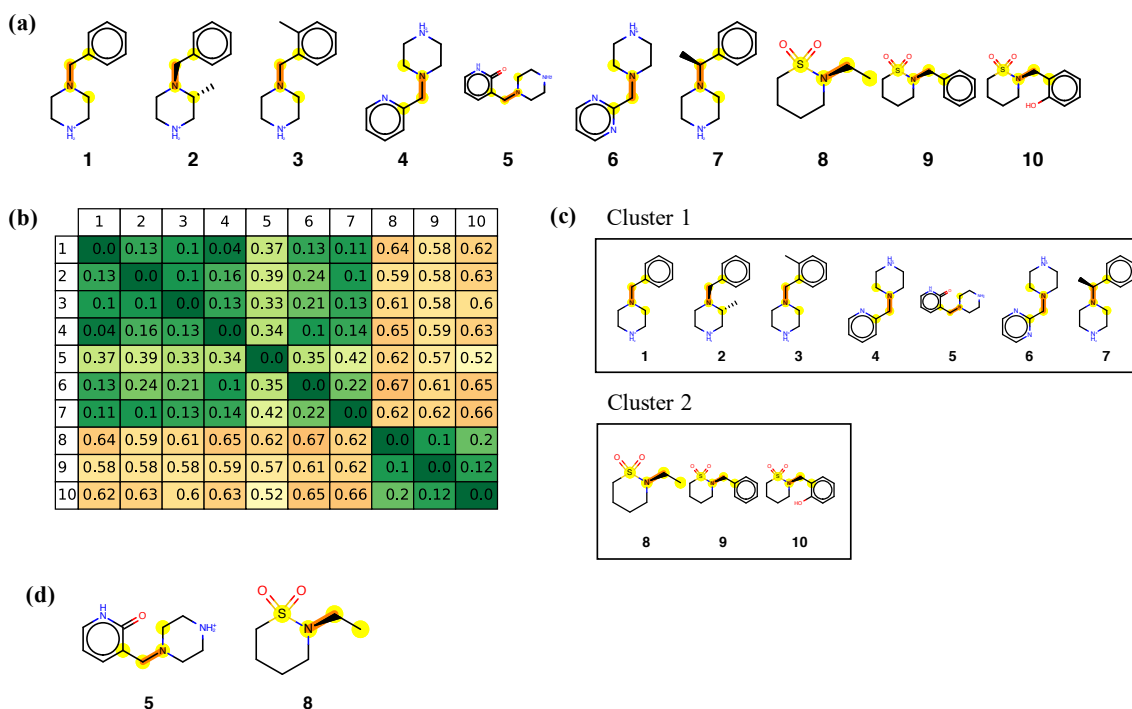 (a)
1 2 3 4 5 6 7 8 9 10
(b)
1 2 3 4 5 6 7 8 9 10
1 0.0 0.13 0.1 0.04 0.37 0.13 0.11 0.64 0.58 0.62
2 0.13 0.0 0.1 0.16 0.39 0.24 0.1 0.59 0.58 0.63
3 0.1 0.1 0.0 0.13 0.33 0.21 0.13 0.61 0.58 0.6
4 0.04 0.16 0.13 0.0 0.34 0.1 0.14 0.65 0.59 0.63
5 0.37 0.39 0.33 0.34 0.0 0.35 0.42 0.62 0.57 0.52
6 0.13 0.24 0.21 0.1 0.35 0.0 0.22 0.67 0.61 0.65
7 0.11 0.1 0.13 0.14 0.42 0.22 0.0 0.62 0.62 0.66
8 0.64 0.59 0.61 0.65 0.62 0.67 0.62 0.0 0.1 0.2
9 0.58 0.58 0.58 0.59 0.57 0.61 0.62 0.1 0.0 0.12
10 0.62 0.63 0.6 0.63 0.52 0.65 0.66 0.2 0.12 0.0
(c)
Cluster 1
1 2 3 4 5 6 7
Cluster 2
8 9 10
(d)
5 8